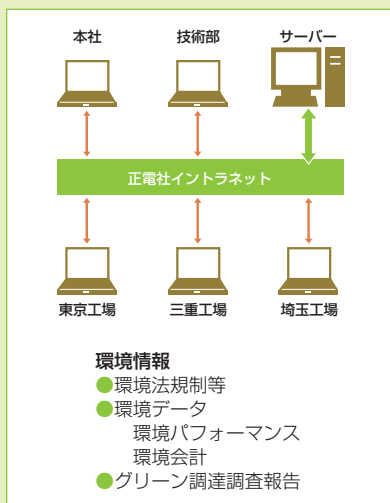 本社 技術部 サーバー
正電社イントラネット
東京工場 三重工場 埼玉工場
環境情報
●環境法規制等
●環境データ
環境パフォーマンス
環境会計
●グリーン調達調査報告